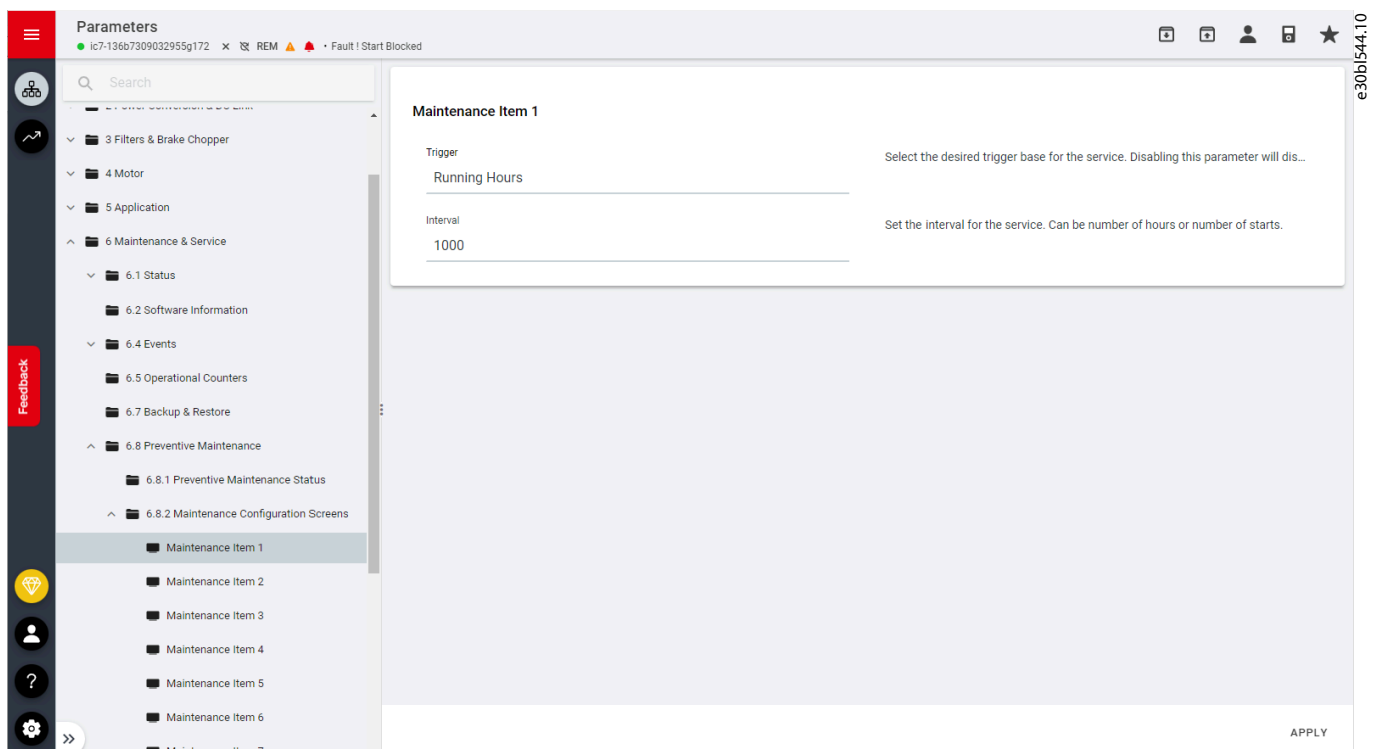 Parameters
ic7-136b7309032955g172 REM • Fault ! Start Blocked
e30bl544.10
Search
3 Filters & Brake Chopper
4 Motor
5 Application
6 Maintenance & Service
6.1 Status
6.2 Software Information
6.4 Events
6.5 Operational Counters
6.7 Backup & Restore
6.8 Preventive Maintenance
6.8.1 Preventive Maintenance Status
6.8.2 Maintenance Configuration Screens
Maintenance Item 1
Maintenance Item 2
Maintenance Item 3
Maintenance Item 4
Maintenance Item 5
Maintenance Item 6
Feedback
?
Maintenance Item 1
Trigger
Running Hours
Select the desired trigger base for the service. Disabling this parameter will dis...
Interval
1000
Set the interval for the service. Can be number of hours or number of starts.
APPLY